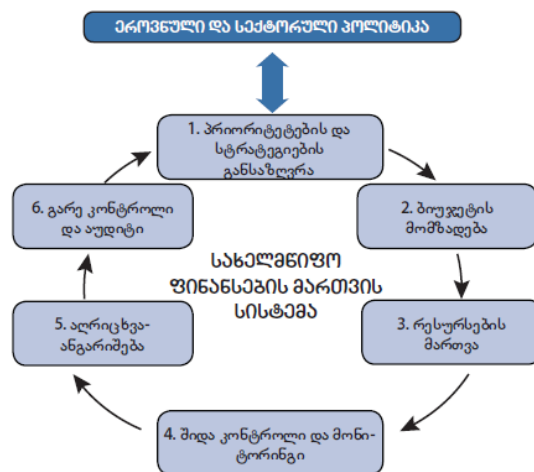 ეროვნული და სექტორული პოლიტიკა
1. პრიორიტეტების და
სტრატეგიების
განსაზღვრა
2. ბიუჯეტის
მომზადება
3. რესურსების
მართვა
4. შიდა კონტროლი და მონი-
ტორინგი
5. აღრიცხვა-
ანგარიშება
6. გარე კონტროლი
და აუდიტი
სახელმწიფო
ფინანსების მართვის
სისტემა